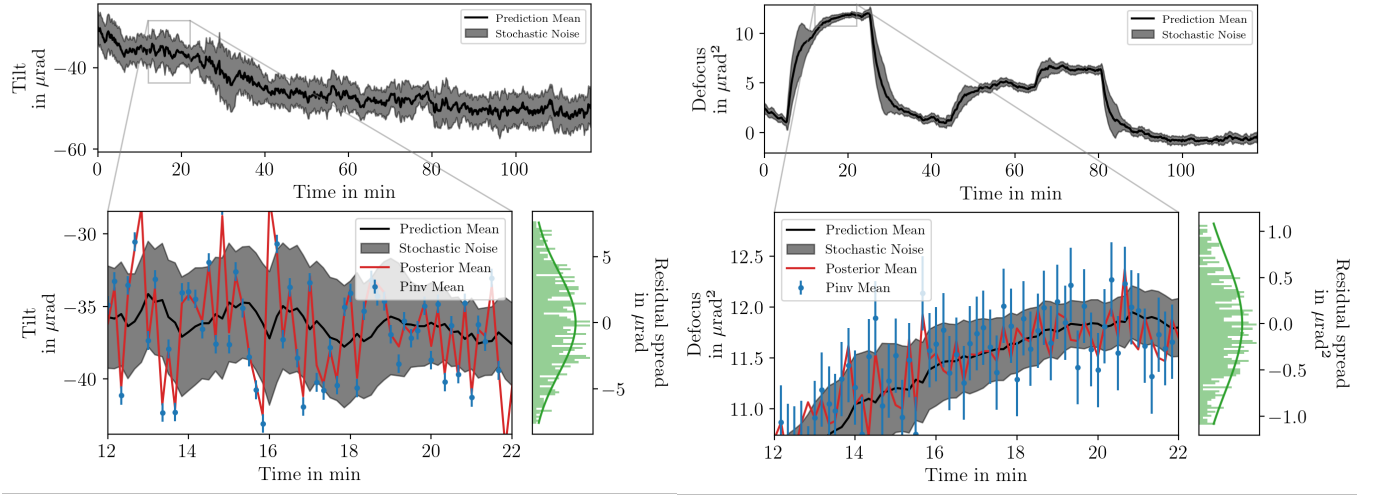 Tilt
in μrad
−40
−60
Prediction Mean
Stochastic Noise
0 20 40 60 80 100
Time in min
Defocus
in μrad²
10
5
0
Prediction Mean
Stochastic Noise
0 20 40 60 80 100
Time in min
Tilt
in μrad
−30
−35
−40
Prediction Mean
Stochastic Noise
Posterior Mean
Pinv Mean
12 14 16 18 20 22
Time in min
5
0
−5
Residual spread
in μrad
Defocus
in μrad²
12.5
12.0
11.5
11.0
Prediction Mean
Stochastic Noise
Posterior Mean
Pinv Mean
12 14 16 18 20 22
Time in min
1.0
0.5
0.0
−0.5
−1.0
Residual spread
in μrad²